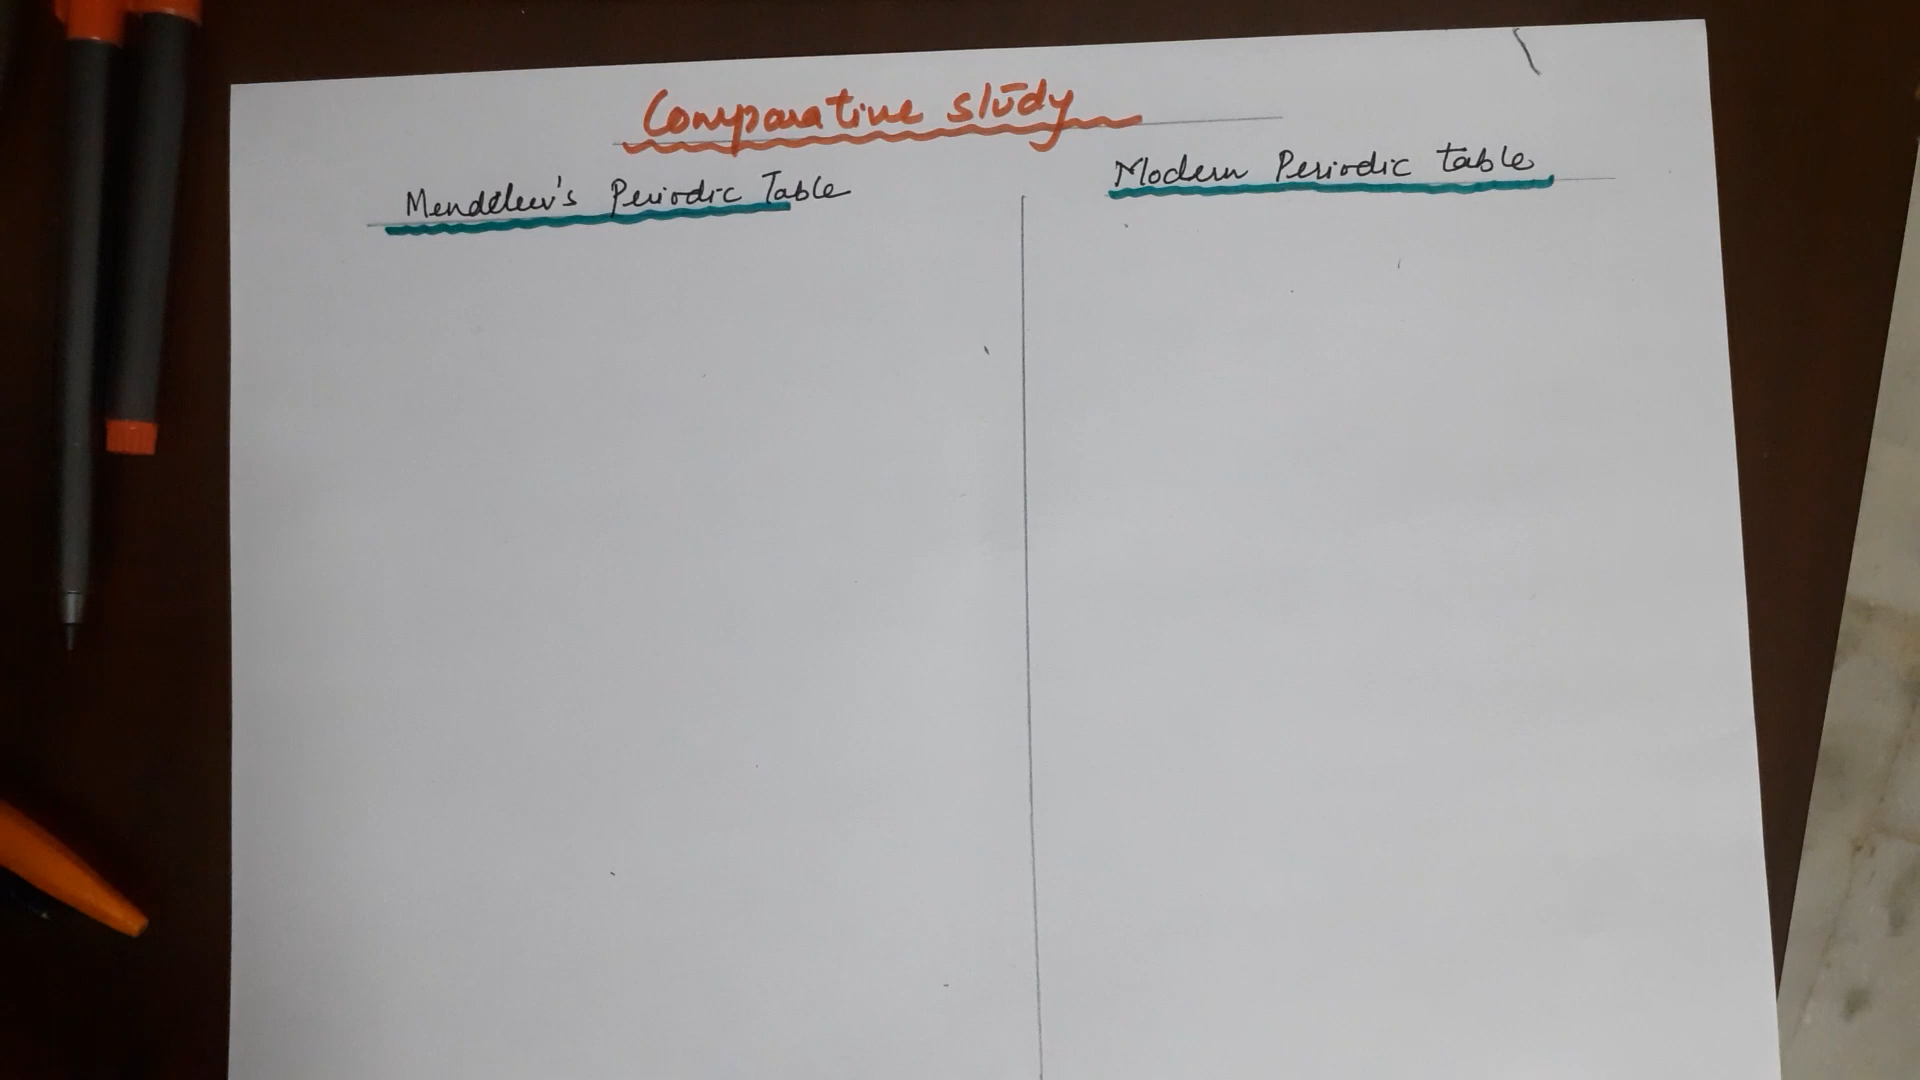 Comparative study
Mendeleev's Periodic Table
Modern Periodic table